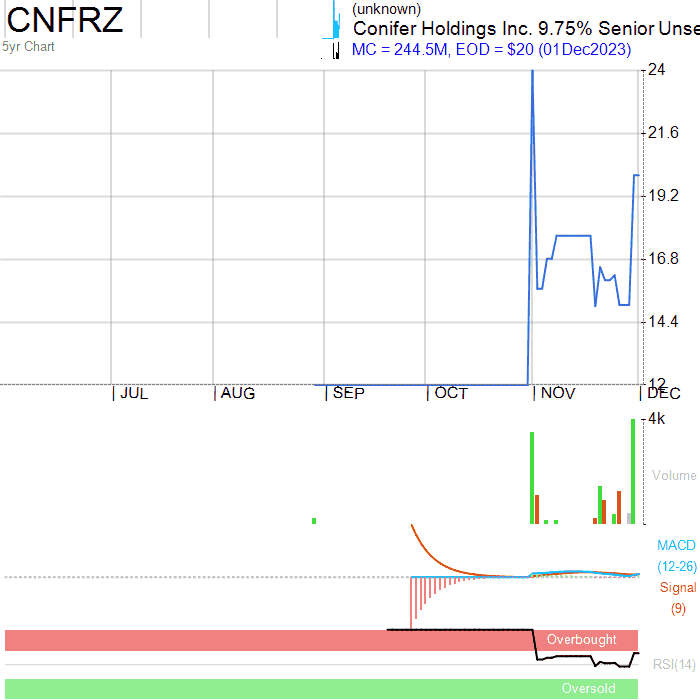 CNFRZ
(unknown)
Conifer Holdings Inc. 9.75% Senior Unse
5yr Chart
MC = 244.5M, EOD = $20 (01Dec2023)
24
21.6
19.2
16.8
14.4
12
JUL AUG SEP OCT NOV DEC
4k
Volume
MACD
(12-26)
Signal
(9)
Overbought
RSI(14)
Oversold